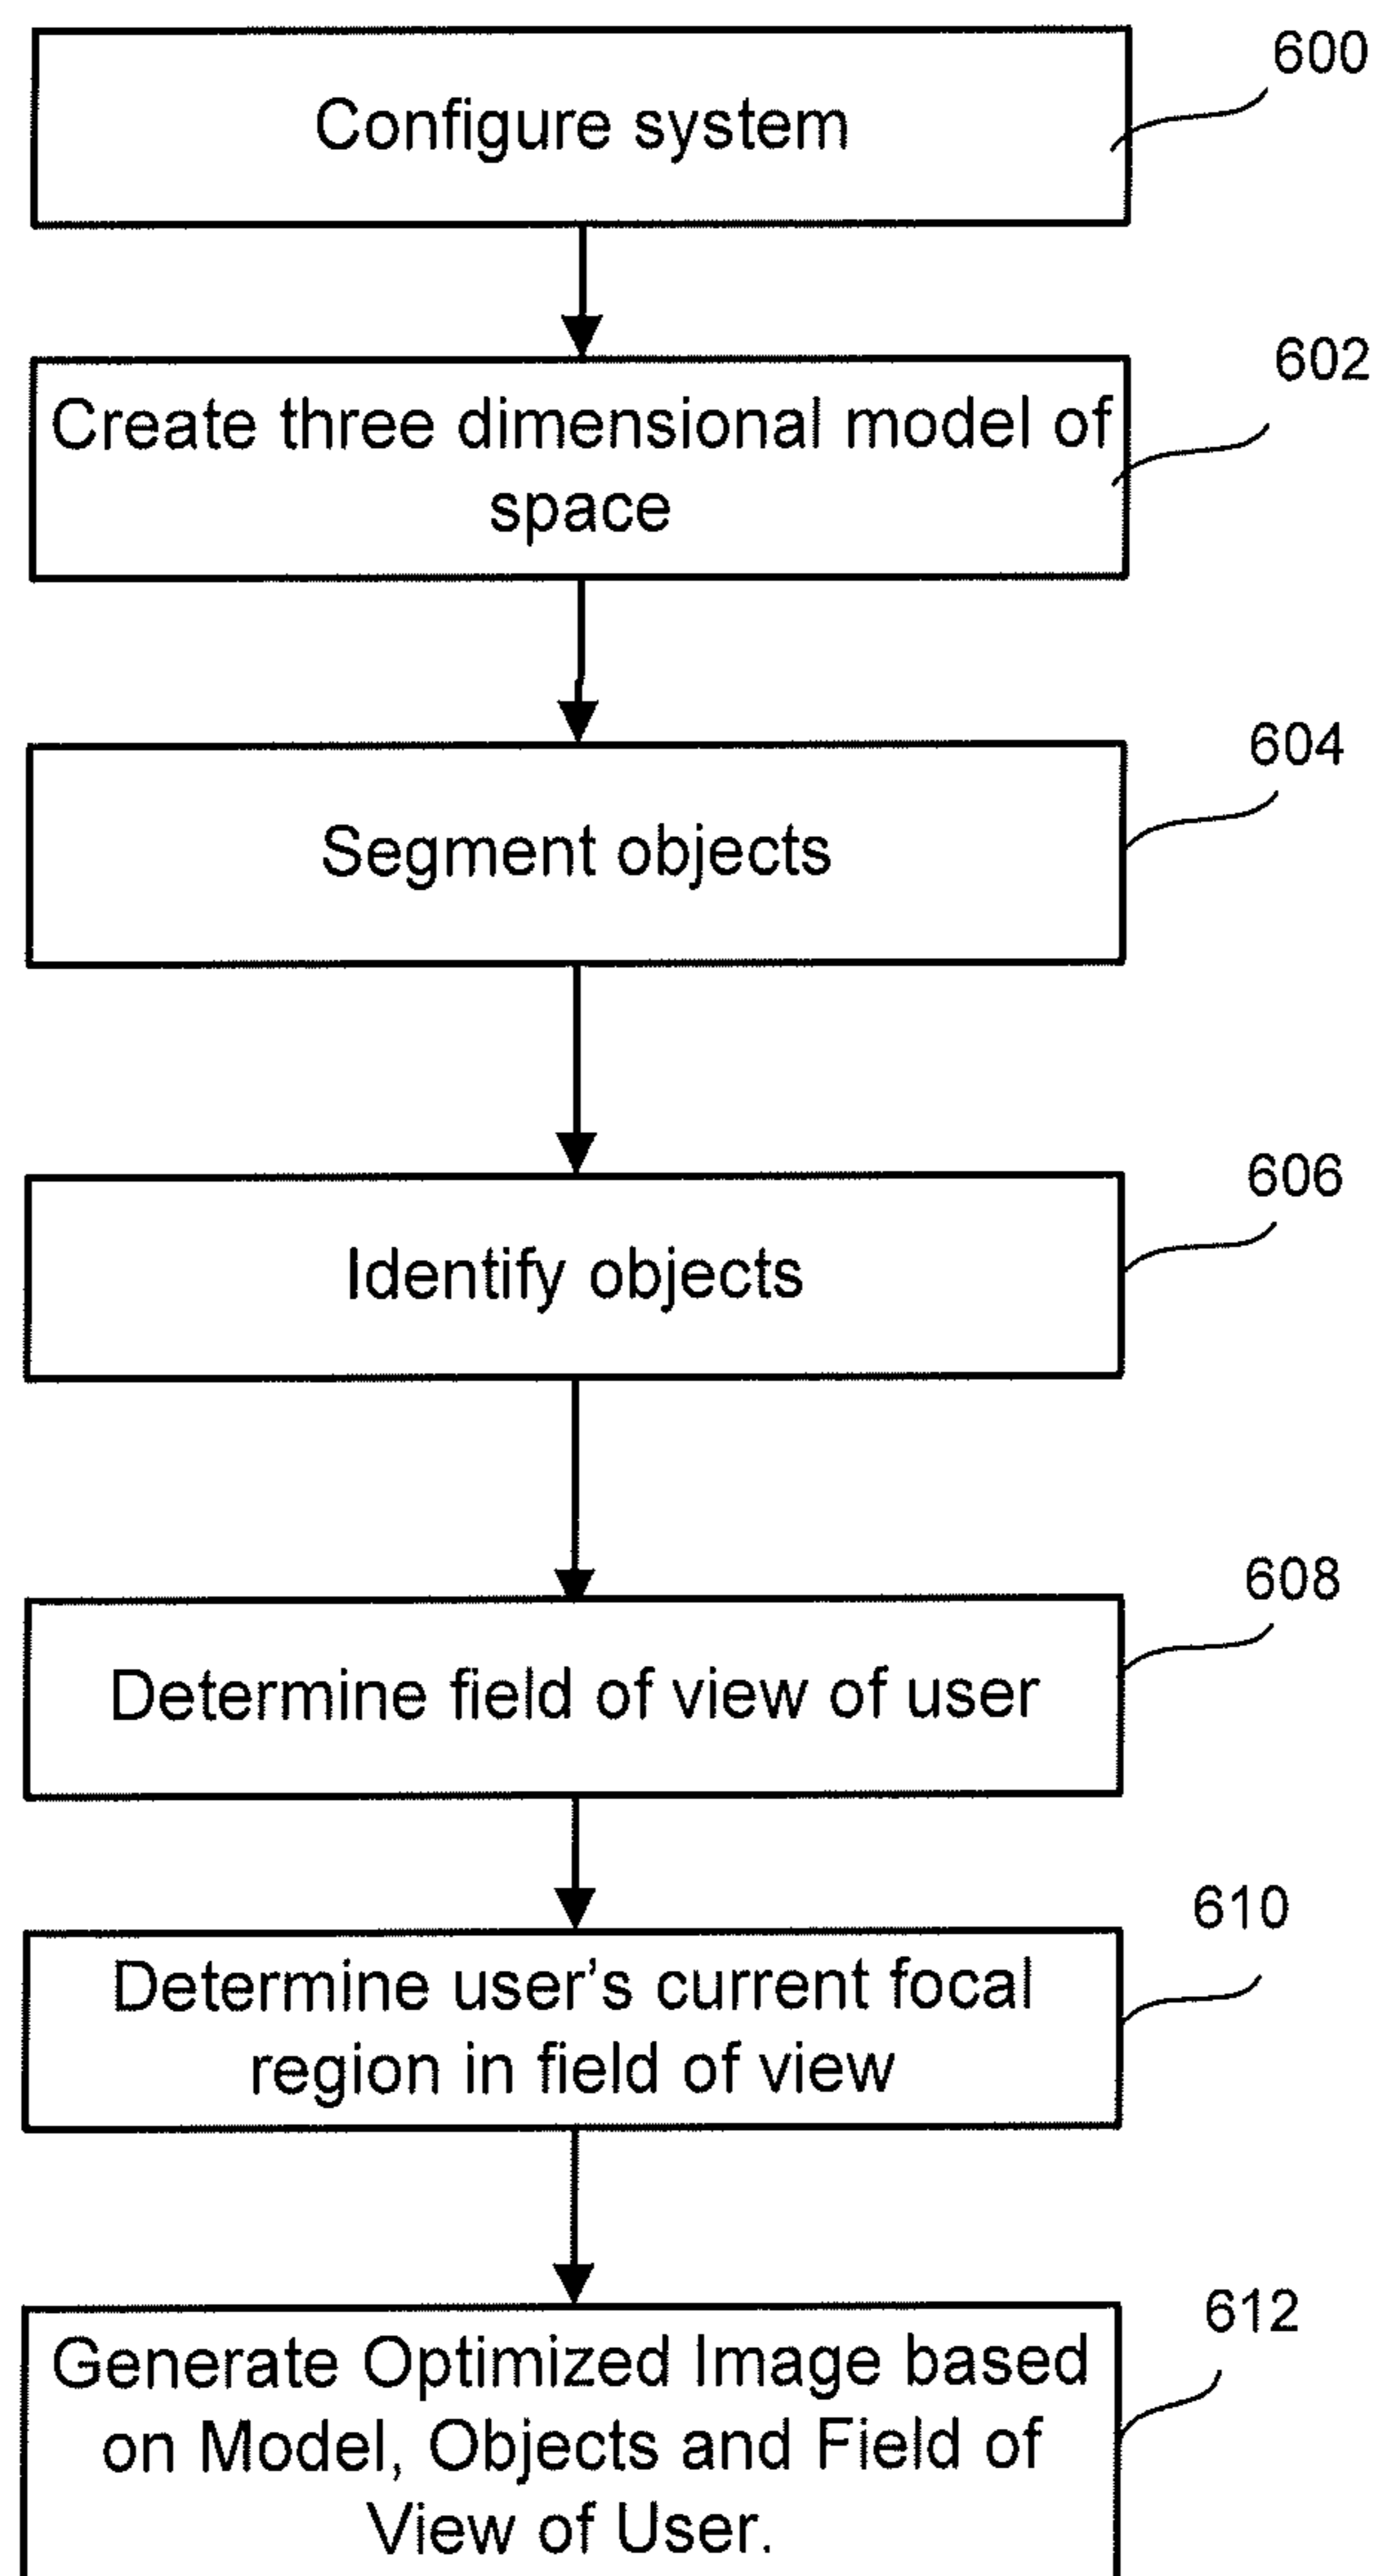 Configure system
600
Create three dimensional model of
space
602
Segment objects
604
Identify objects
606
Determine field of view of user
608
Determine user's current focal
region in field of view
610
Generate Optimized Image based
on Model, Objects and Field of
View of User.
612